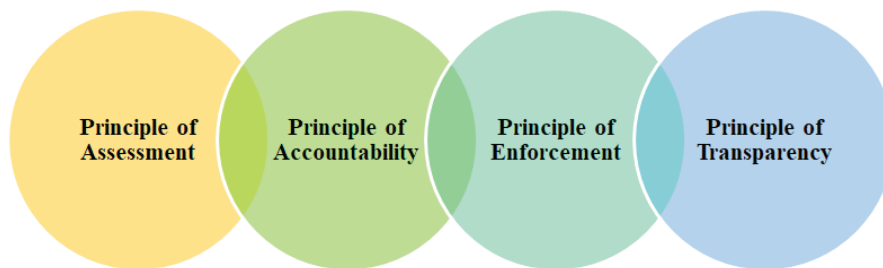 Principle of
Assessment
Principle of
Accountability
Principle of
Enforcement
Principle of
Transparency